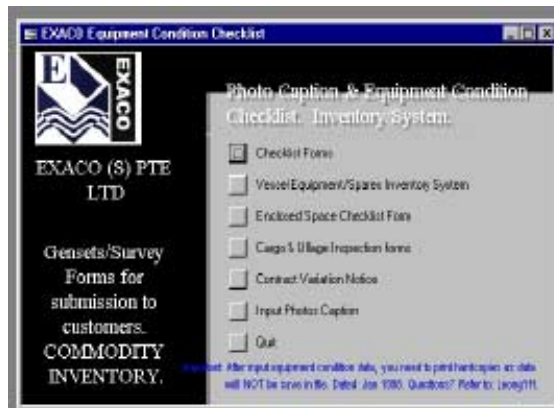 EXACO Equipment Condition Checklist
E
EXACO
EXACO (S) PTE
LTD
Gensets/Survey
Forms for
submission to
customers.
COMMODITY
INVENTORY.
Photo Caption & Equipment Condition
Checklist. Inventory System.
Checklist Forms
Vessel Equipment/Spares Inventory System
Enclosed Space Checklist Form
Cargo & Ullage Inspection forms
Contract Variation Notice
Input Photos Caption
Quit
After input equipment condition data, you need to print hardcopies as data
will NOT be save in file. Dated: Jan 1998. Questions? Refer to: